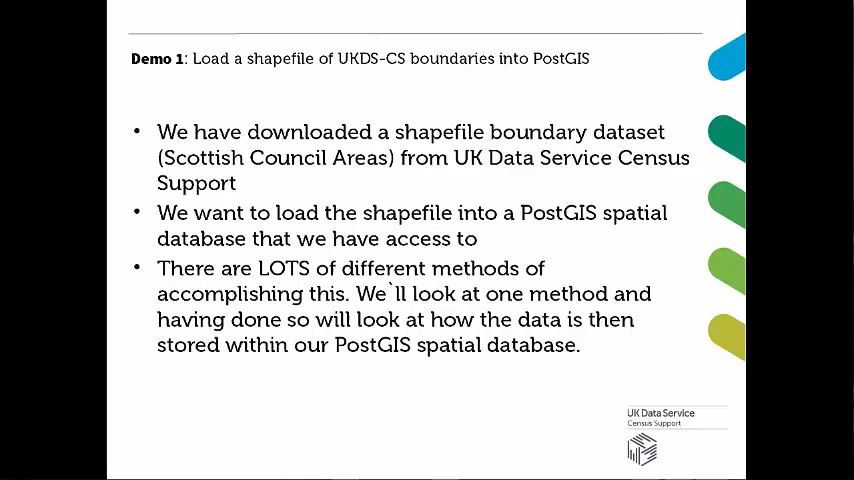 Demo 1: Load a shapefile of UKDS-CS boundaries into PostGIS
• We have downloaded a shapefile boundary dataset
(Scottish Council Areas) from UK Data Service Census
Support
• We want to load the shapefile into a PostGIS spatial
database that we have access to
• There are LOTS of different methods of
accomplishing this. We`ll look at one method and
having done so will look at how the data is then
stored within our PostGIS spatial database.
UK Data Service
Census Support